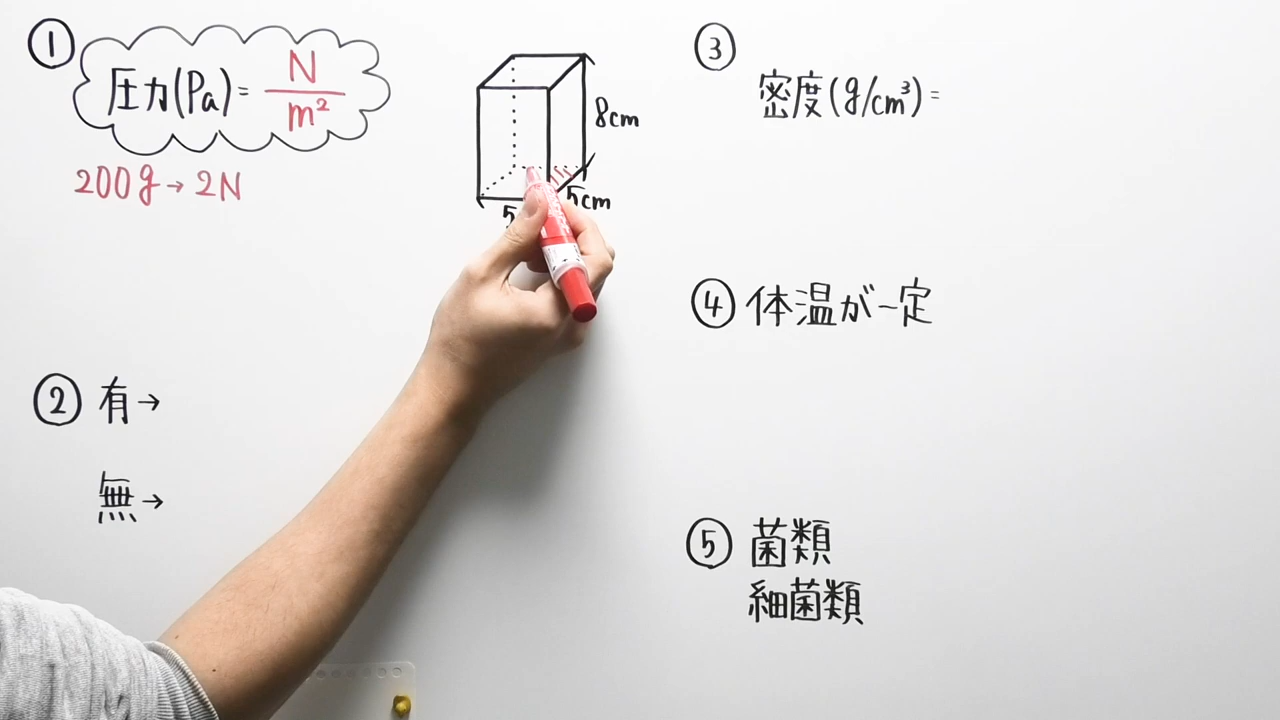 ① 圧力(Pa)= N/m²
200g→2N
8cm
5cm
5
② 有→
無→
③
密度(g/cm³)=
④ 体温が一定
⑤ 菌類
細菌類